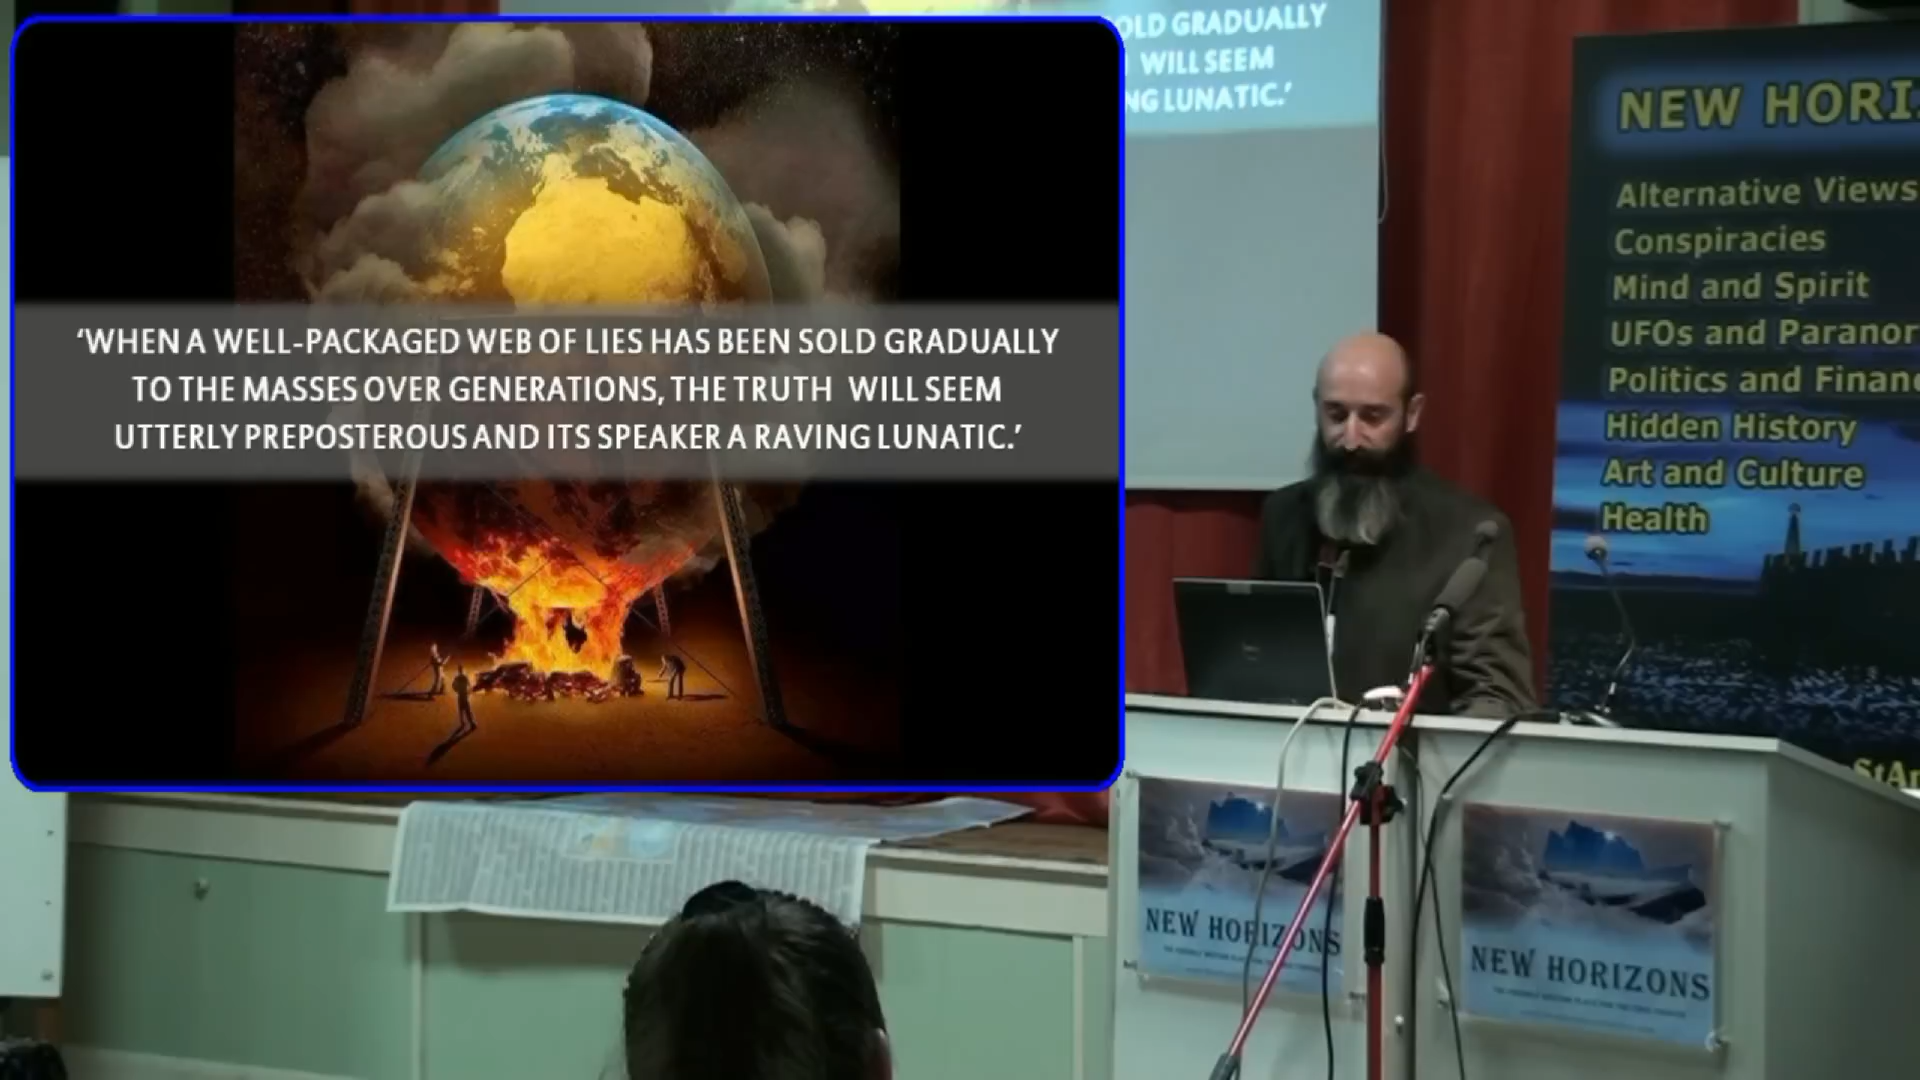 ‘WHEN A WELL-PACKAGED WEB OF LIES HAS BEEN SOLD GRADUALLY
TO THE MASSES OVER GENERATIONS, THE TRUTH WILL SEEM
UTTERLY PREPOSTEROUS AND ITS SPEAKER A RAVING LUNATIC.’
OLD GRADUALLY
WILL SEEM
NG LUNATIC.’
NEW HORI
Alternative Views
Conspiracies
Mind and Spirit
UFOs and Paranor
Politics and Financ
Hidden History
Art and Culture
Health
StAn
NEW HORIZONS
NEW HORIZONS